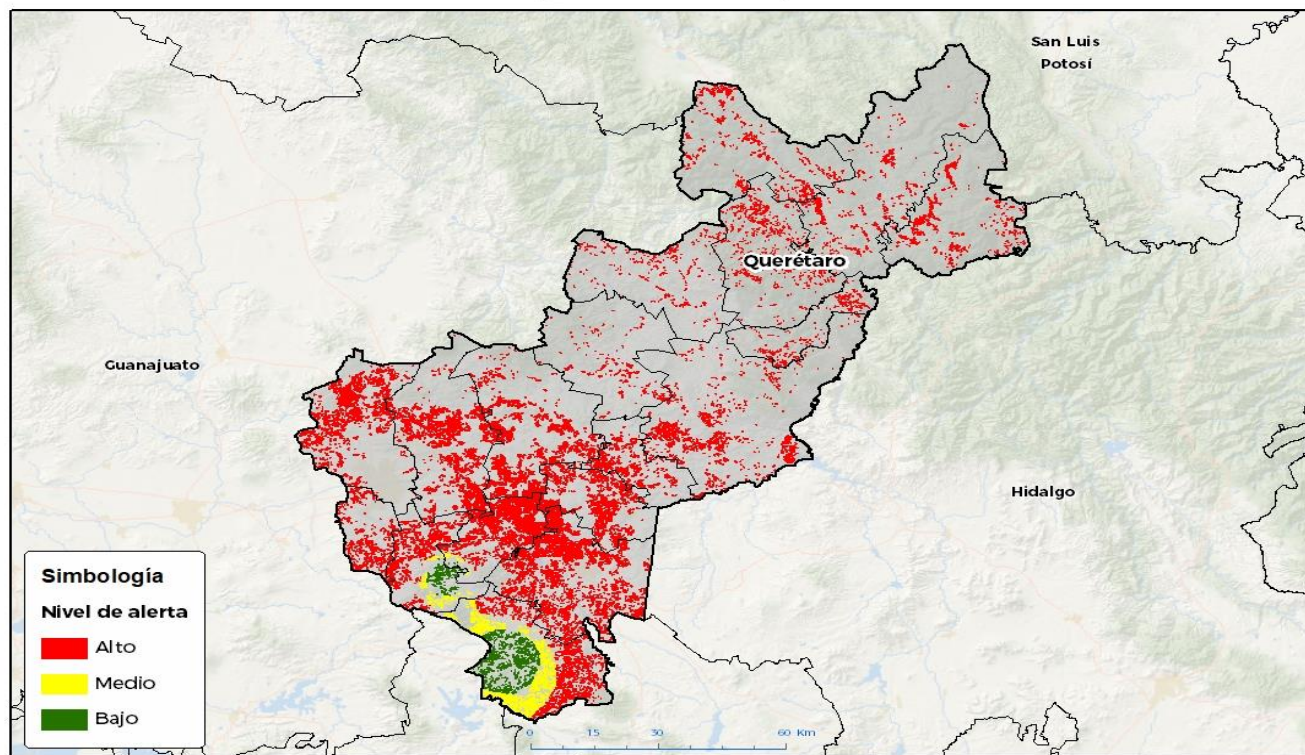 San Luis
Potosí
Querétaro
Guanajuato
Hidalgo
Simbología
Nivel de alerta
Alto
Medio
Bajo
0 15 30 60 Km